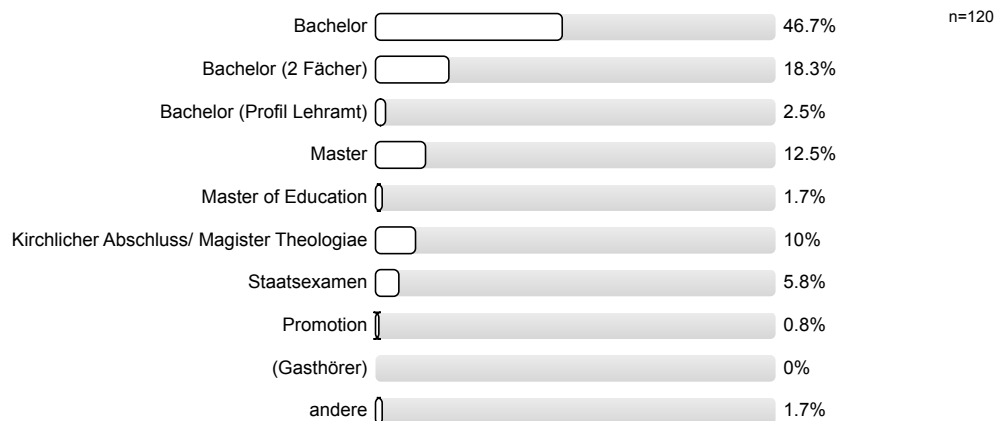 n=120
Bachelor 46.7%
Bachelor (2 Fächer) 18.3%
Bachelor (Profil Lehramt) 2.5%
Master 12.5%
Master of Education 1.7%
Kirchlicher Abschluss/ Magister Theologiae 10%
Staatsexamen 5.8%
Promotion 0.8%
(Gasthörer) 0%
andere 1.7%